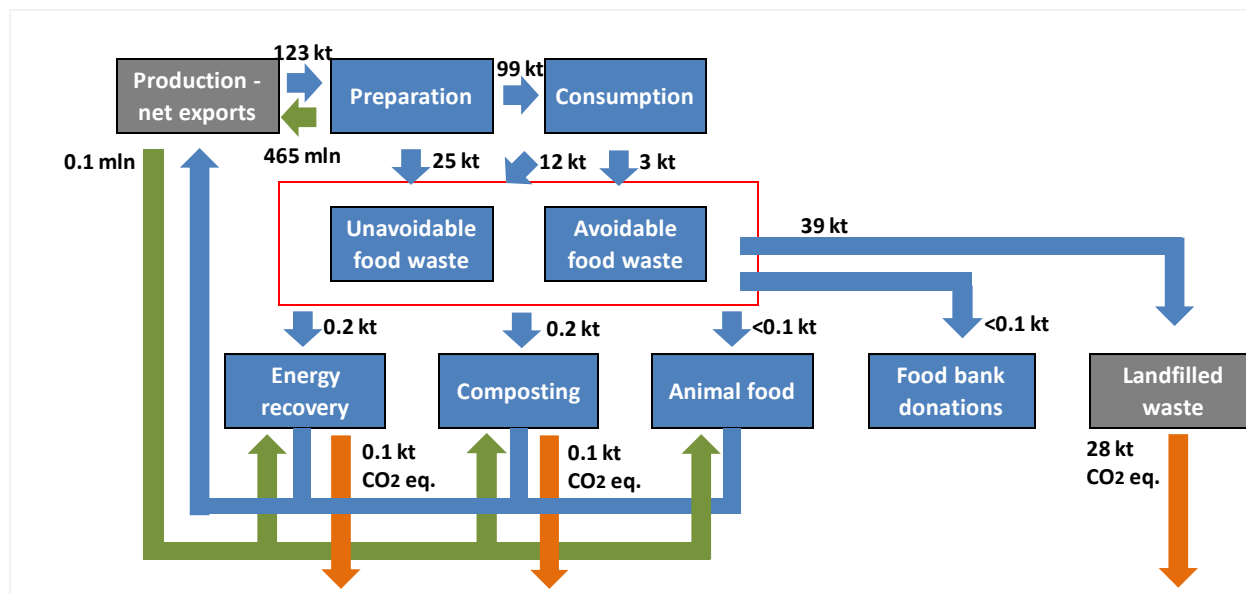 123 kt
99 kt
Production -
net exports
Preparation
Consumption
0.1 mln
465 mln
25 kt
12 kt
3 kt
Unavoidable
food waste
Avoidable
food waste
39 kt
0.2 kt
0.2 kt
<0.1 kt
<0.1 kt
Energy
recovery
Composting
Animal food
Food bank
donations
Landfilled
waste
0.1 kt
CO2 eq.
0.1 kt
CO2 eq.
28 kt
CO2 eq.